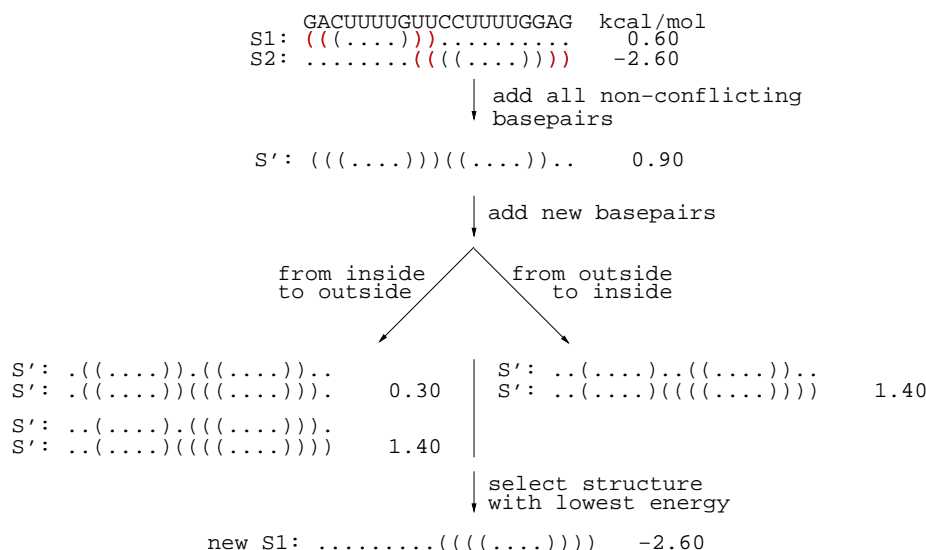 GACUUUUGUUCCUUUUGGAG kcal/mol
S1: (((....))).......... 0.60
S2: ........((((....)))) −2.60
add all non−conflicting
basepairs
S′: (((....)))((....)).. 0.90
add new basepairs
from inside
to outside
from outside
to inside
S′: .((....)).((....))..
S′: .((....))(((....))). 0.30
S′: ..(....).(((....))).
S′: ..(....)((((....)))) 1.40
S′: ..(....)..((....))..
S′: ..(....)((((....)))) 1.40
select structure
with lowest energy
new S1: .........((((....)))) −2.60